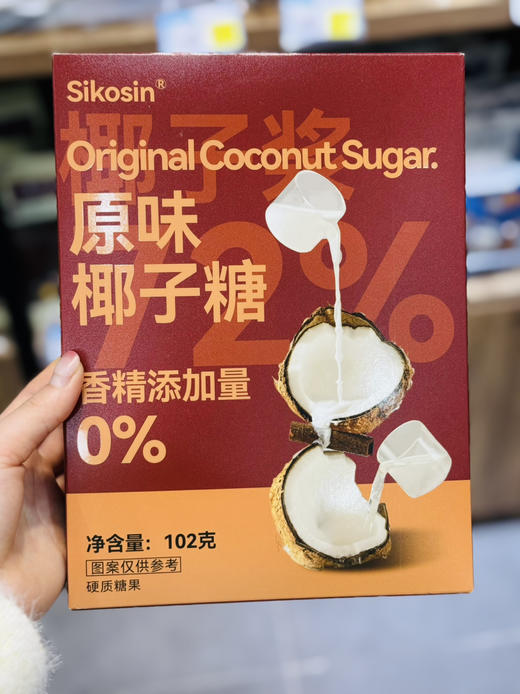 Sikosin®
椰子浆
Original Coconut Sugar.
原味
72%
椰子糖
香精添加量
0%
净含量：102克
图案仅供参考
硬质糖果